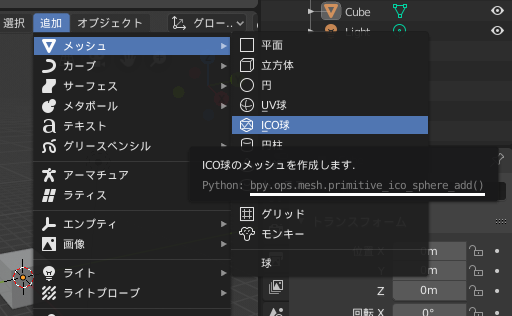 選択 追加 オブジェクト グロー..
Cube
Light
メッシュ
カーブ
サーフェス
メタボール
テキスト
グリースペンシル
アーマチュア
ラティス
エンプティ
画像
ライト
ライトプローブ
平面
立方体
円
UV球
ICO球
円柱
ICO球のメッシュを作成します.
Python: bpy.ops.mesh.primitive_ico_sphere_add()
グリッド
モンキー
球
トランスフォーム
位置 X m
Y m
Z 0m
回転 X 0°